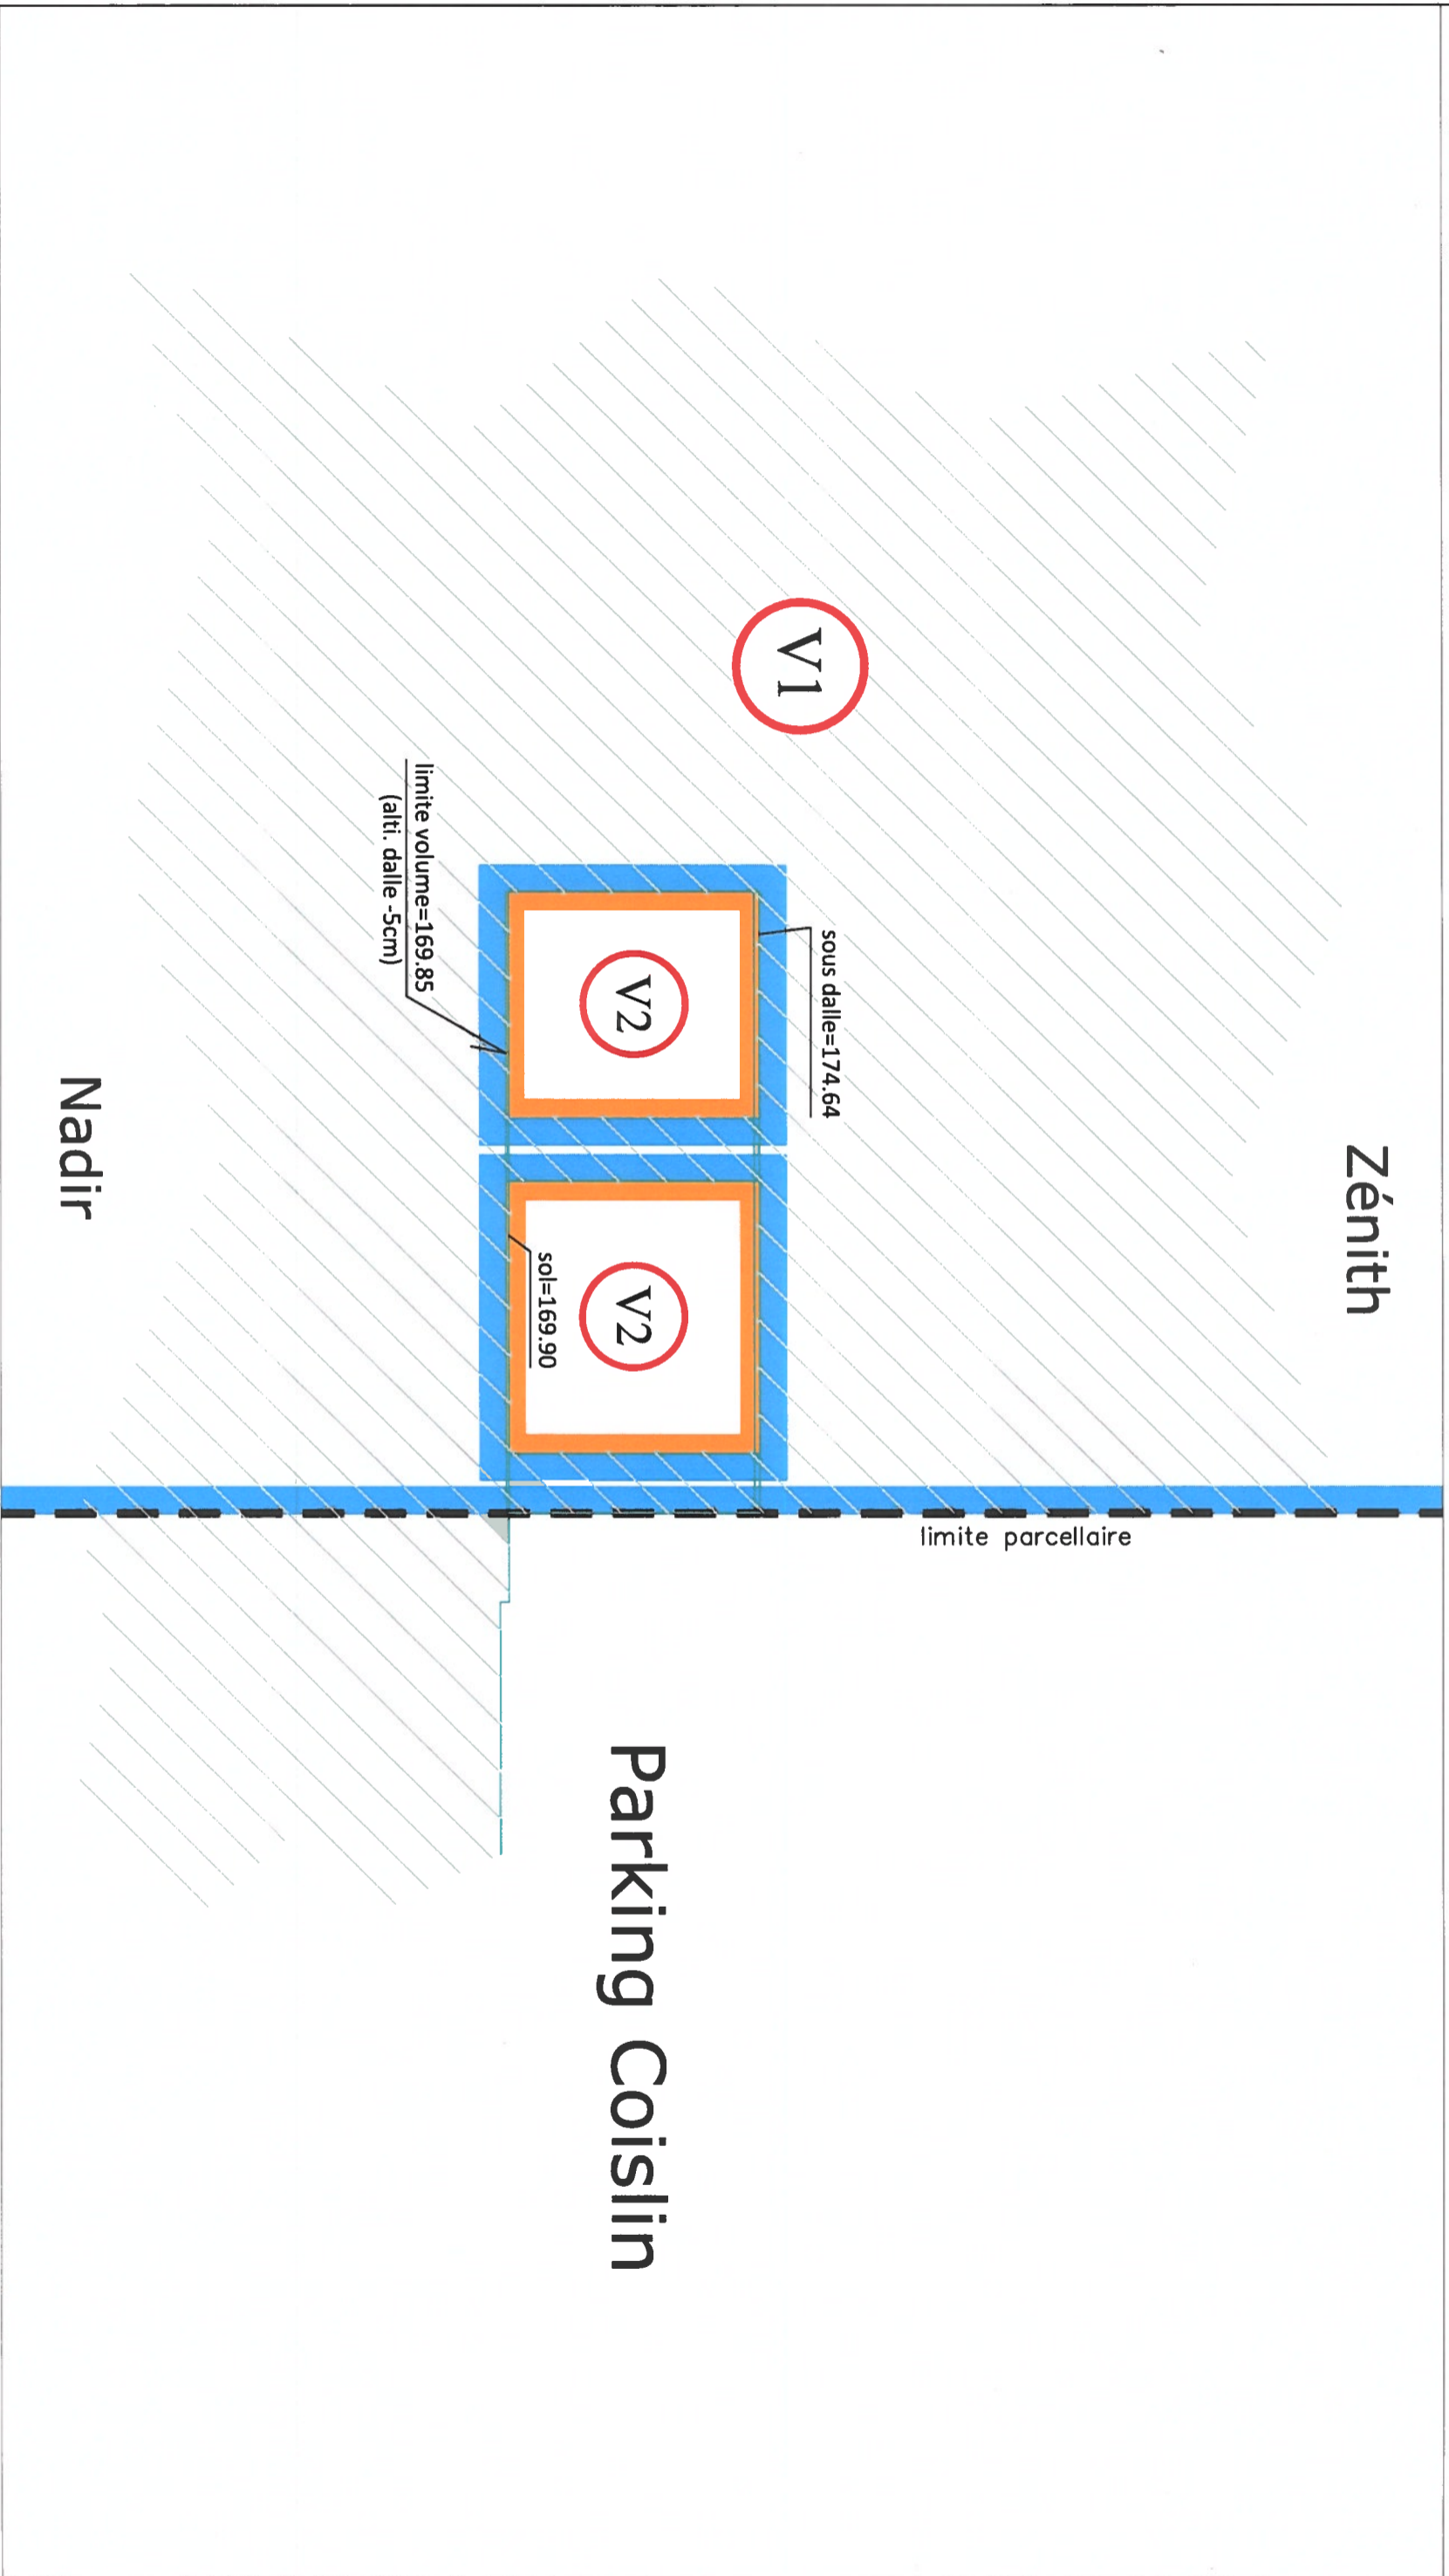 Zénith
V1
sous dalle=174.64
V2
V2
sol=169.90
limite volume=169.85
(alti. dalle -5cm)
Nadir
limite parcellaire
Parking Coislin